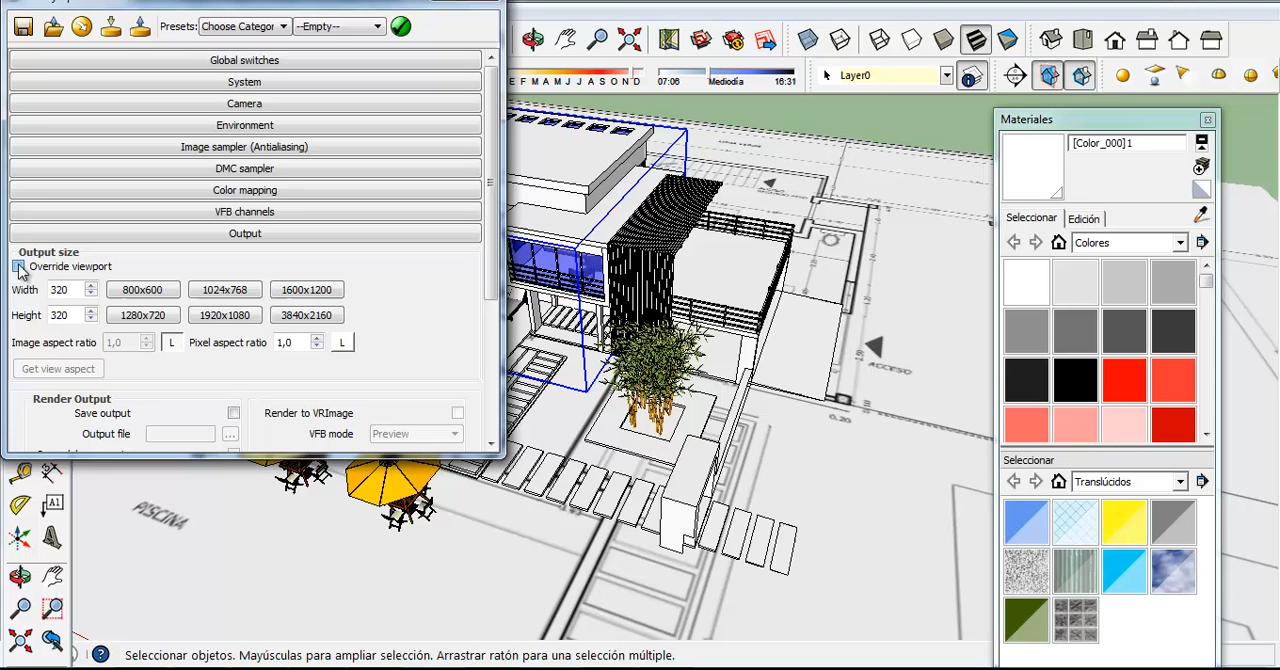 Presets: Choose Categor --Empty--
Global switches
System
Camera
Environment
Image sampler (Antialiasing)
DMC sampler
Color mapping
VFB channels
Output
Output size
Override viewport
Width 320 800x600 1024x768 1600x1200
Height 320 1280x720 1920x1080 3840x2160
Image aspect ratio 1,0 L Pixel aspect ratio 1,0 L
Get view aspect
Render Output
Save output
Render to VRImage
Output file ...
VFB mode Preview
E F M A M J J A S O N D 07:06 Mediodía 16:31
Layer0
Materiales
[Color_000]1
Seleccionar Edición
Colores
Seleccionar
Translúcidos
ACCESO
0.20
PISCINA
A1
Seleccionar objetos. Mayúsculas para ampliar selección. Arrastrar ratón para una selección múltiple.